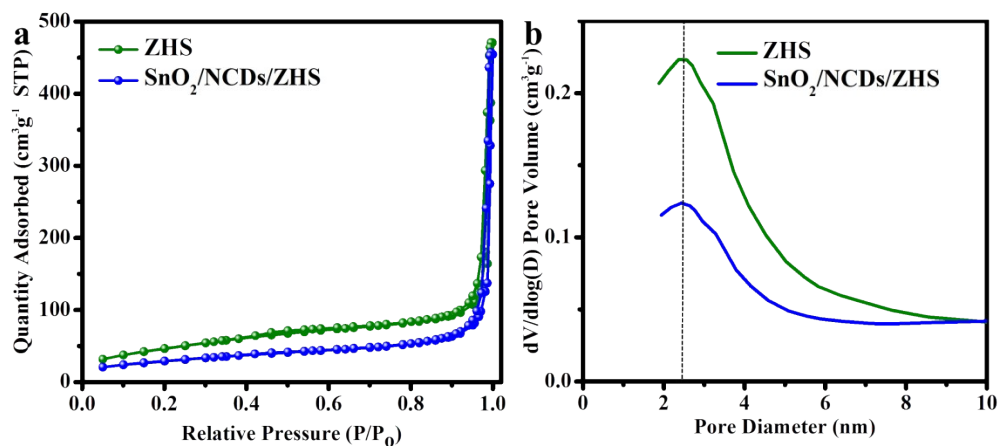 a
ZHS
SnO₂/NCDs/ZHS
Quantity Adsorbed (cm³g⁻¹ STP)
500
400
300
200
100
0
0.0 0.2 0.4 0.6 0.8 1.0
Relative Pressure (P/P₀)
b
ZHS
SnO₂/NCDs/ZHS
dV/dlog(D) Pore Volume (cm³g⁻¹)
0.2
0.1
0.0
0 2 4 6 8 10
Pore Diameter (nm)